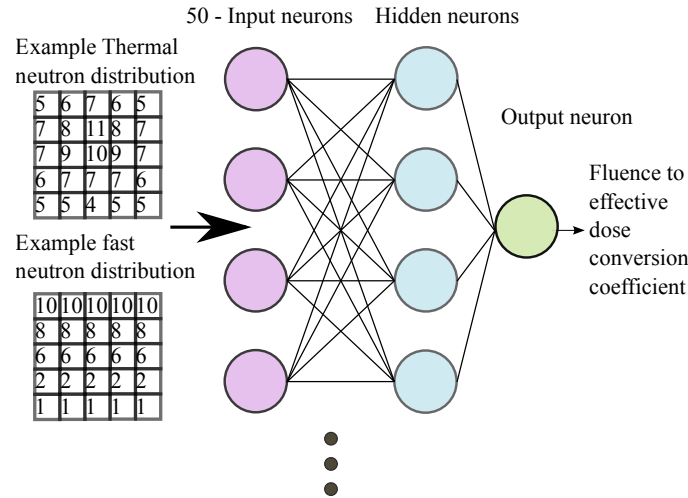 50 - Input neurons
Hidden neurons
Example Thermal
neutron distribution
5 6 7 6 5
7 8 11 8 7
7 9 10 9 7
6 7 7 7 6
5 5 4 5 5
Output neuron
Fluence to
effective
dose
conversion
coefficient
Example fast
neutron distribution
10 10 10 10 10
8 8 8 8 8
6 6 6 6 6
2 2 2 2 2
1 1 1 1 1